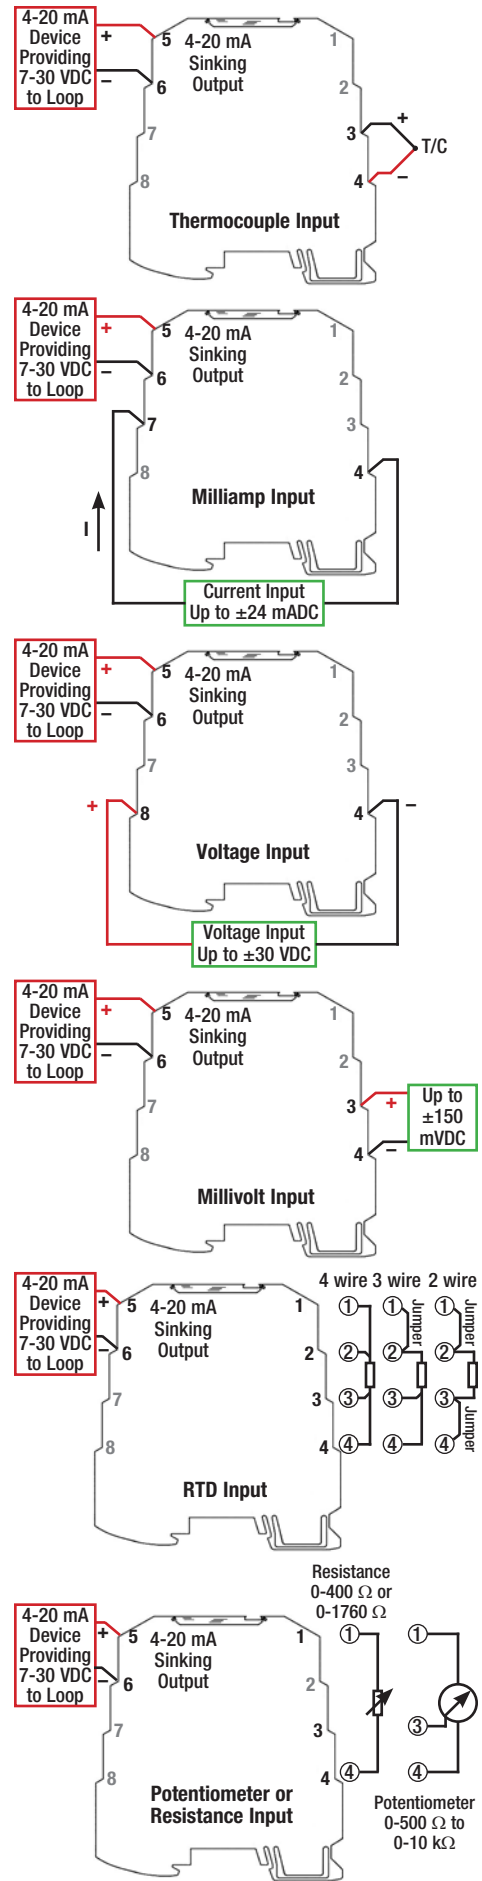 4-20 mA
Device
Providing
7-30 VDC
to Loop
+
−
5
6
7
8
4-20 mA
Sinking
Output
1
2
3
4
+
−
T/C
Thermocouple Input
4-20 mA
Device
Providing
7-30 VDC
to Loop
+
−
5
6
7
8
4-20 mA
Sinking
Output
1
2
3
4
Milliamp Input
I
Current Input
Up to ±24 mADC
4-20 mA
Device
Providing
7-30 VDC
to Loop
+
−
5
6
7
8
4-20 mA
Sinking
Output
1
2
3
4
+
−
Voltage Input
Voltage Input
Up to ±30 VDC
4-20 mA
Device
Providing
7-30 VDC
to Loop
+
−
5
6
7
8
4-20 mA
Sinking
Output
1
2
3
4
+
−
Up to
±150
mVDC
Millivolt Input
4-20 mA
Device
Providing
7-30 VDC
to Loop
+
−
5
6
7
8
4-20 mA
Sinking
Output
1
2
3
4
RTD Input
4 wire 3 wire 2 wire
1 1 Jumper 1 Jumper
2 2 2
3 3 3
4 4 4 Jumper
4-20 mA
Device
Providing
7-30 VDC
to Loop
+
−
5
6
7
8
4-20 mA
Sinking
Output
1
2
3
4
Potentiometer or
Resistance Input
Resistance
0-400 Ω or
0-1760 Ω
1
4
1
3
4
Potentiometer
0-500 Ω to
0-10 kΩ